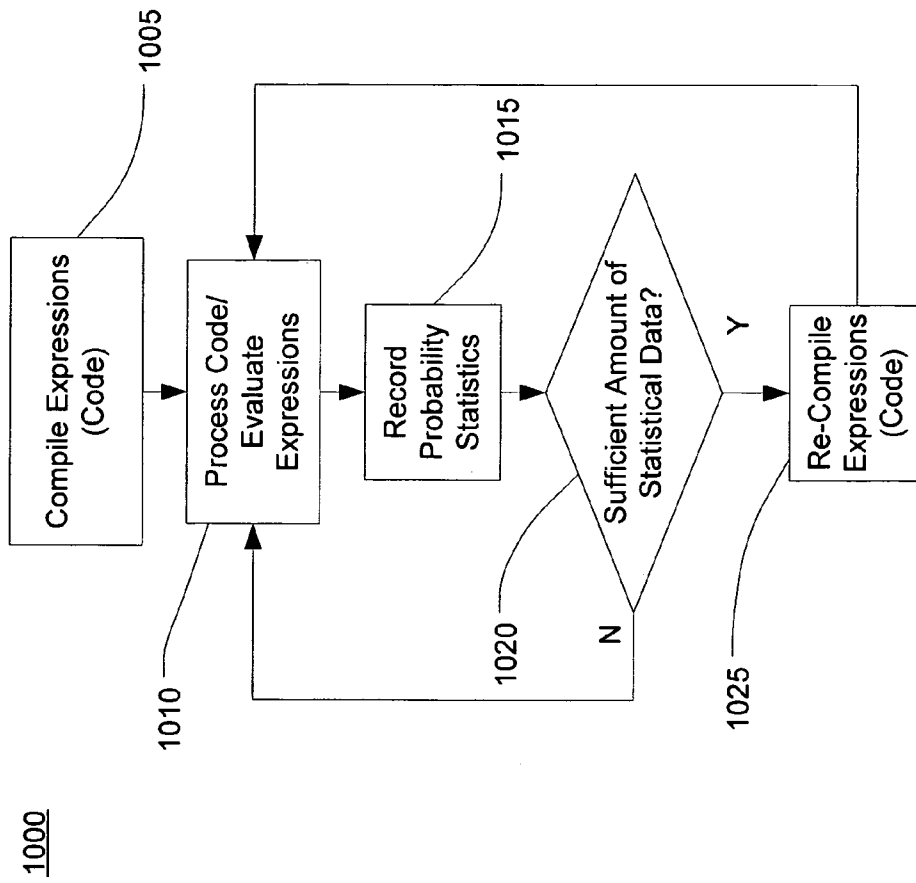 1000
Compile Expressions
(Code)
1005
Process Code/
Evaluate
Expressions
1010
Record
Probability
Statistics
1015
Sufficient Amount of
Statistical Data?
1020
N
Y
Re-Compile
Expressions
(Code)
1025